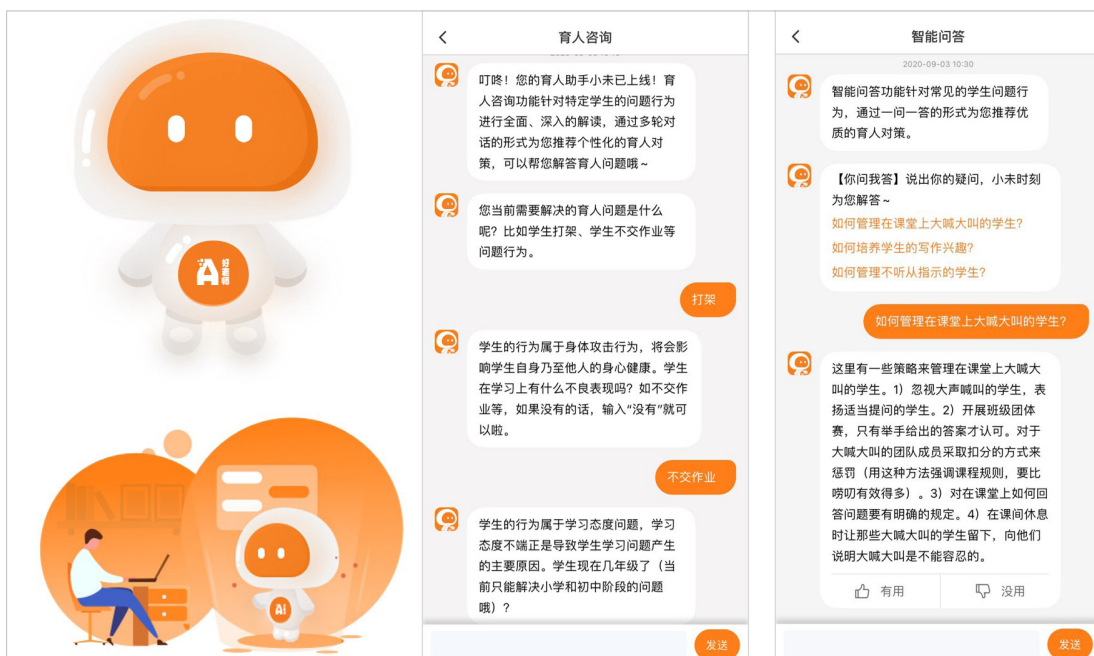 好老师
AI
育人咨询
叮咚！您的育人助手小未已上线！育
人咨询功能针对特定学生的问题行为
进行全面、深入的解读，通过多轮对
话的形式为您推荐个性化的育人对
策，可以帮您解答育人问题哦~
您当前需要解决的育人问题是什么
呢？比如学生打架、学生不交作业等
问题行为。
打架
学生的行为属于身体攻击行为，将会影
响学生自身乃至他人的身心健康。学生
在学习上有什么不良表现吗？如不交作
业等，如果没有的话，输入“没有”就可
以啦。
不交作业
学生的行为属于学习态度问题，学习
态度不端正是导致学生学习问题产生
的主要原因。学生现在几年级了（当
前只能解决小学和初中阶段的问题
哦）？
发送
智能问答
2020-09-03 10:30
智能问答功能针对常见的学生问题行
为，通过一问一答的形式为您推荐优
质的育人对策。
【你问我答】说出你的疑问，小未时刻
为您解答~
如何管理在课堂上大喊大叫的学生？
如何培养学生的写作兴趣？
如何管理不听从指示的学生？
如何管理在课堂上大喊大叫的学生？
这里有一些策略来管理在课堂上大喊大
叫的学生。1）忽视大声喊叫的学生，表
扬适当提问的学生。2）开展班级团体
赛，只有举手给出的答案才认可。对于
大喊大叫的团队成员采取扣分的方式来
惩罚（用这种方法强调课程规则，要比
唠叨有效得多）。3）对在课堂上如何回
答问题要有明确的规定。4）在课间休息
时让那些大喊大叫的学生留下，向他们
说明大喊大叫是不能容忍的。
有用
没用
发送